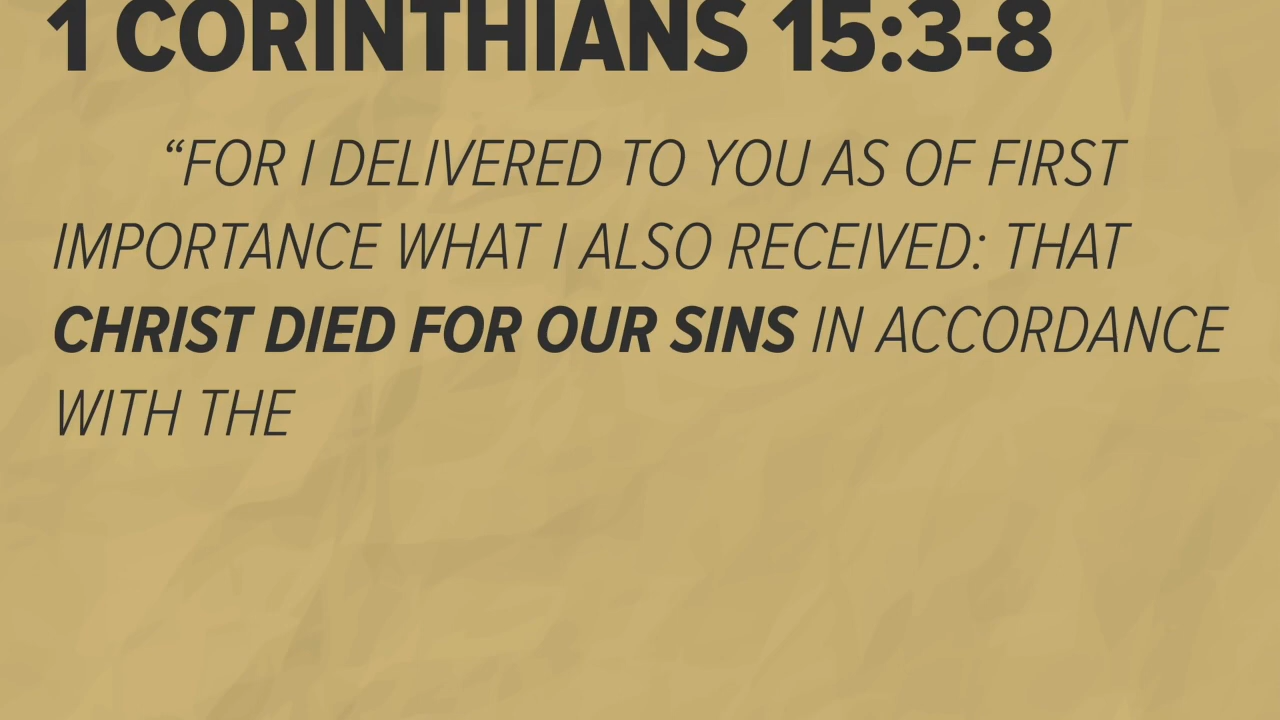 1 CORINTHIANS 15:3-8
“FOR I DELIVERED TO YOU AS OF FIRST
IMPORTANCE WHAT I ALSO RECEIVED: THAT
CHRIST DIED FOR OUR SINS IN ACCORDANCE
WITH THE